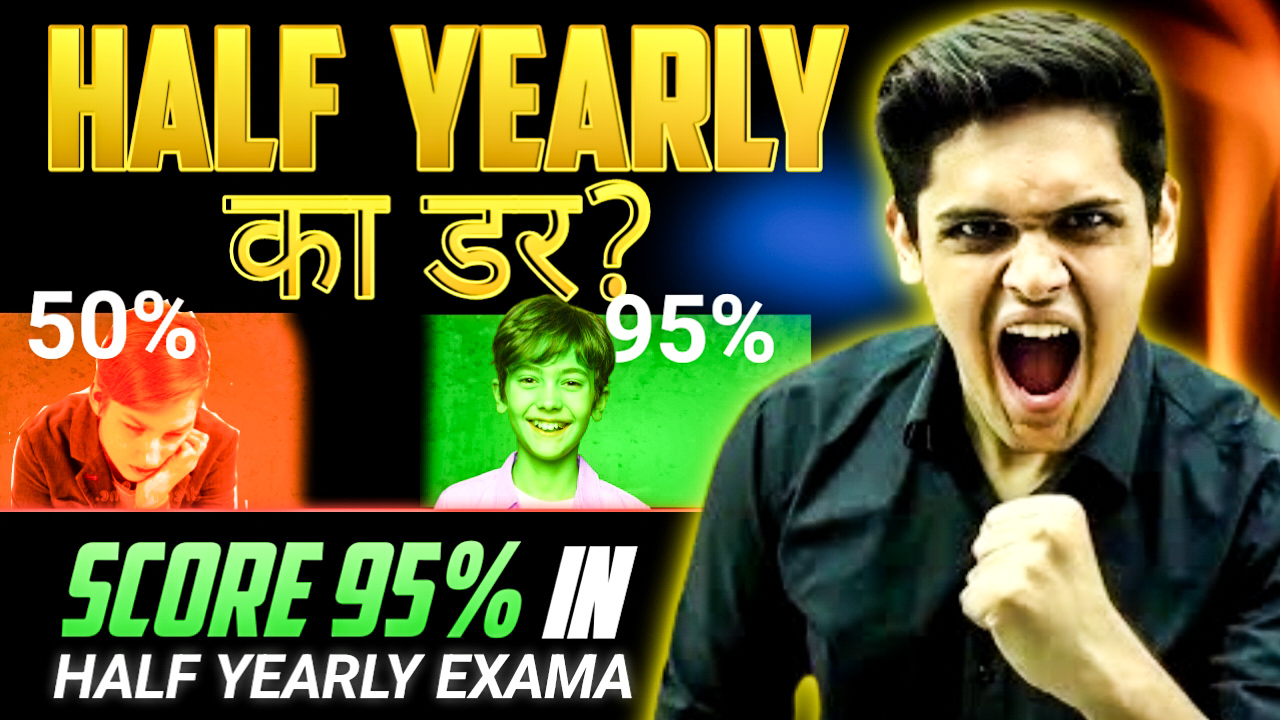 HALF YEARLY
का डर?
50%
95%
SCORE 95% IN
HALF YEARLY EXAMA